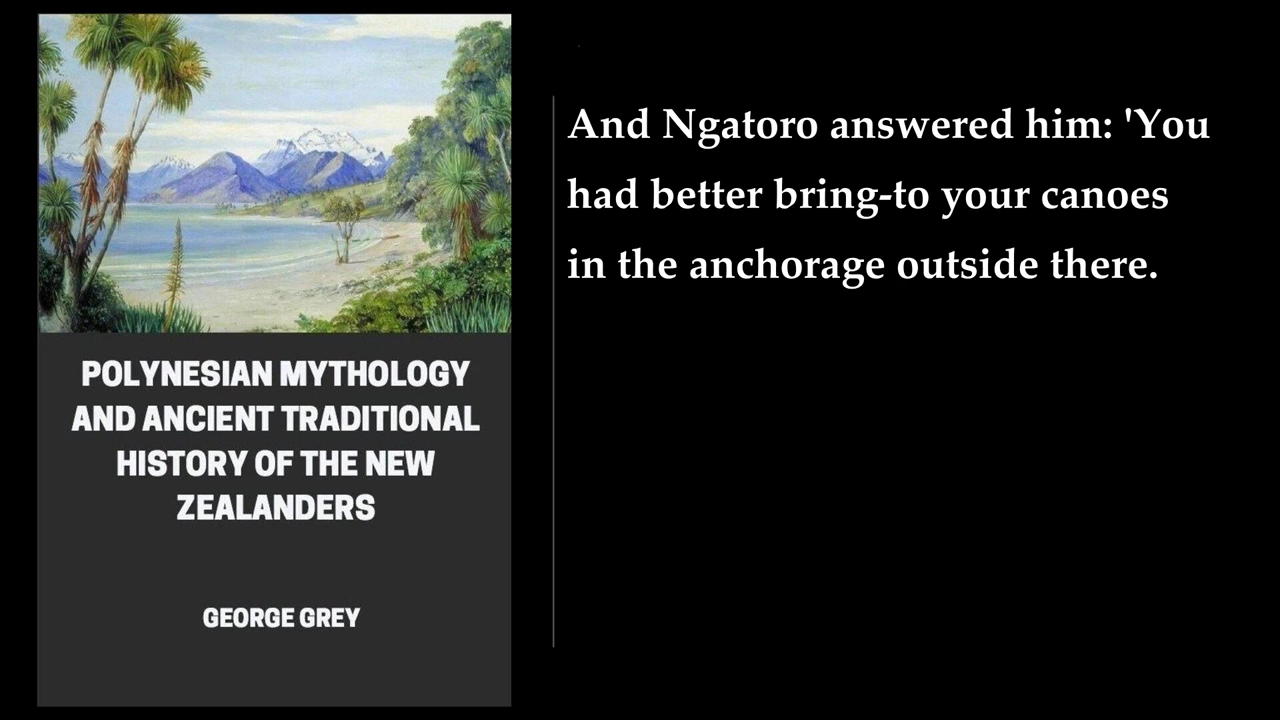 POLYNESIAN MYTHOLOGY
AND ANCIENT TRADITIONAL
HISTORY OF THE NEW
ZEALANDERS
GEORGE GREY
And Ngatoro answered him: 'You
had better bring-to your canoes
in the anchorage outside there.